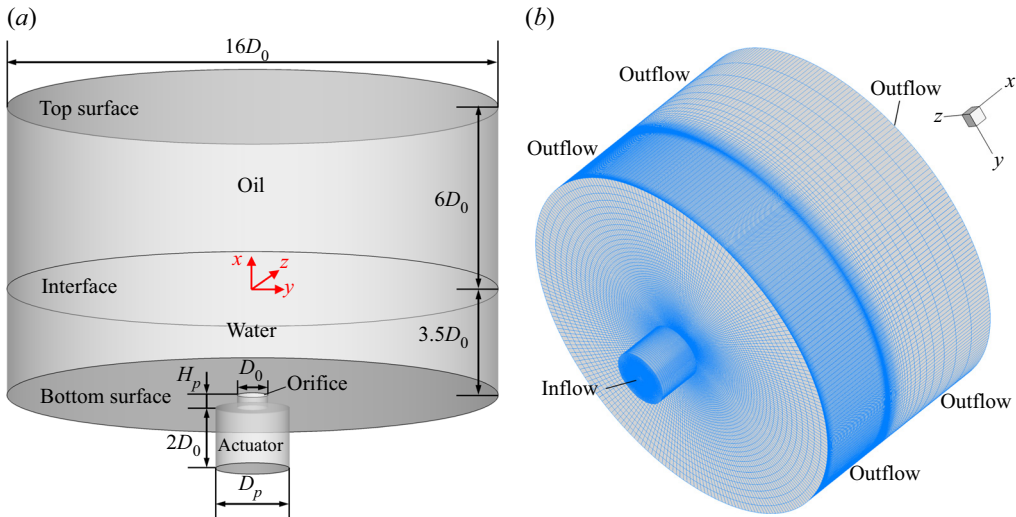 (a)
16D₀
Top surface
Oil
6D₀
x
z
y
Interface
Water
3.5D₀
D₀
Hₚ
Orifice
Bottom surface
2D₀
Actuator
Dₚ
(b)
Outflow
Outflow
x
z
y
Outflow
Inflow
Outflow
Outflow